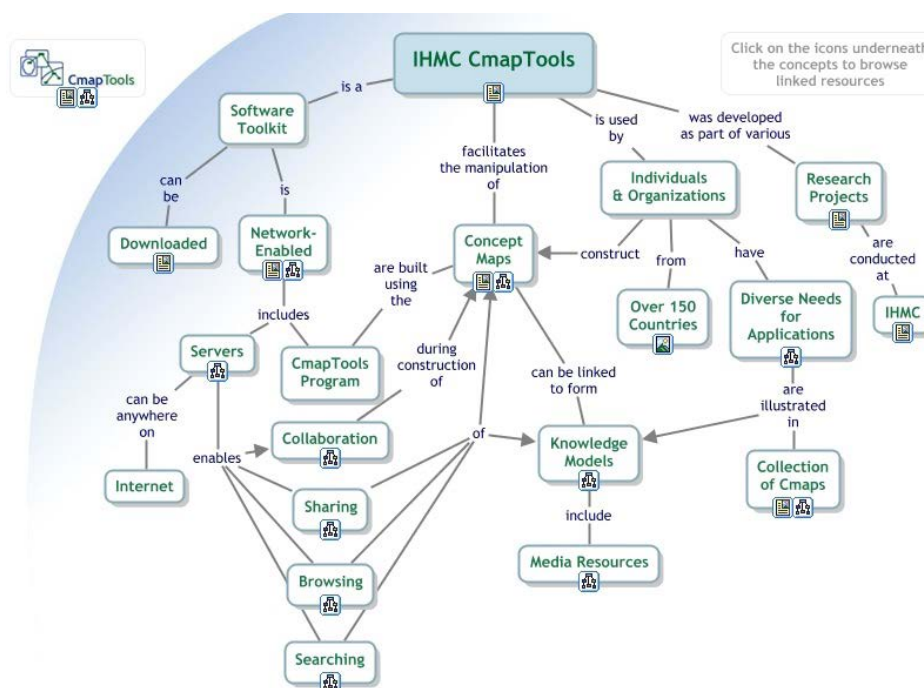 IHMC CmapTools
Click on the icons underneath
the concepts to browse
linked resources
CmapTools
is a
Software
Toolkit
is used
by
was developed
as part of various
facilitates
the manipulation
of
can
be
is
Individuals
& Organizations
Research
Projects
Downloaded
Network-
Enabled
Concept
Maps
construct
from
have
are
conducted
at
are built
using
the
includes
Over 150
Countries
Diverse Needs
for
Applications
IHMC
Servers
CmapTools
Program
during
construction
of
can be linked
to form
can be
anywhere
on
are
illustrated
in
enables
Collaboration
of
Knowledge
Models
Internet
Sharing
Collection
of Cmaps
include
Browsing
Media Resources
Searching